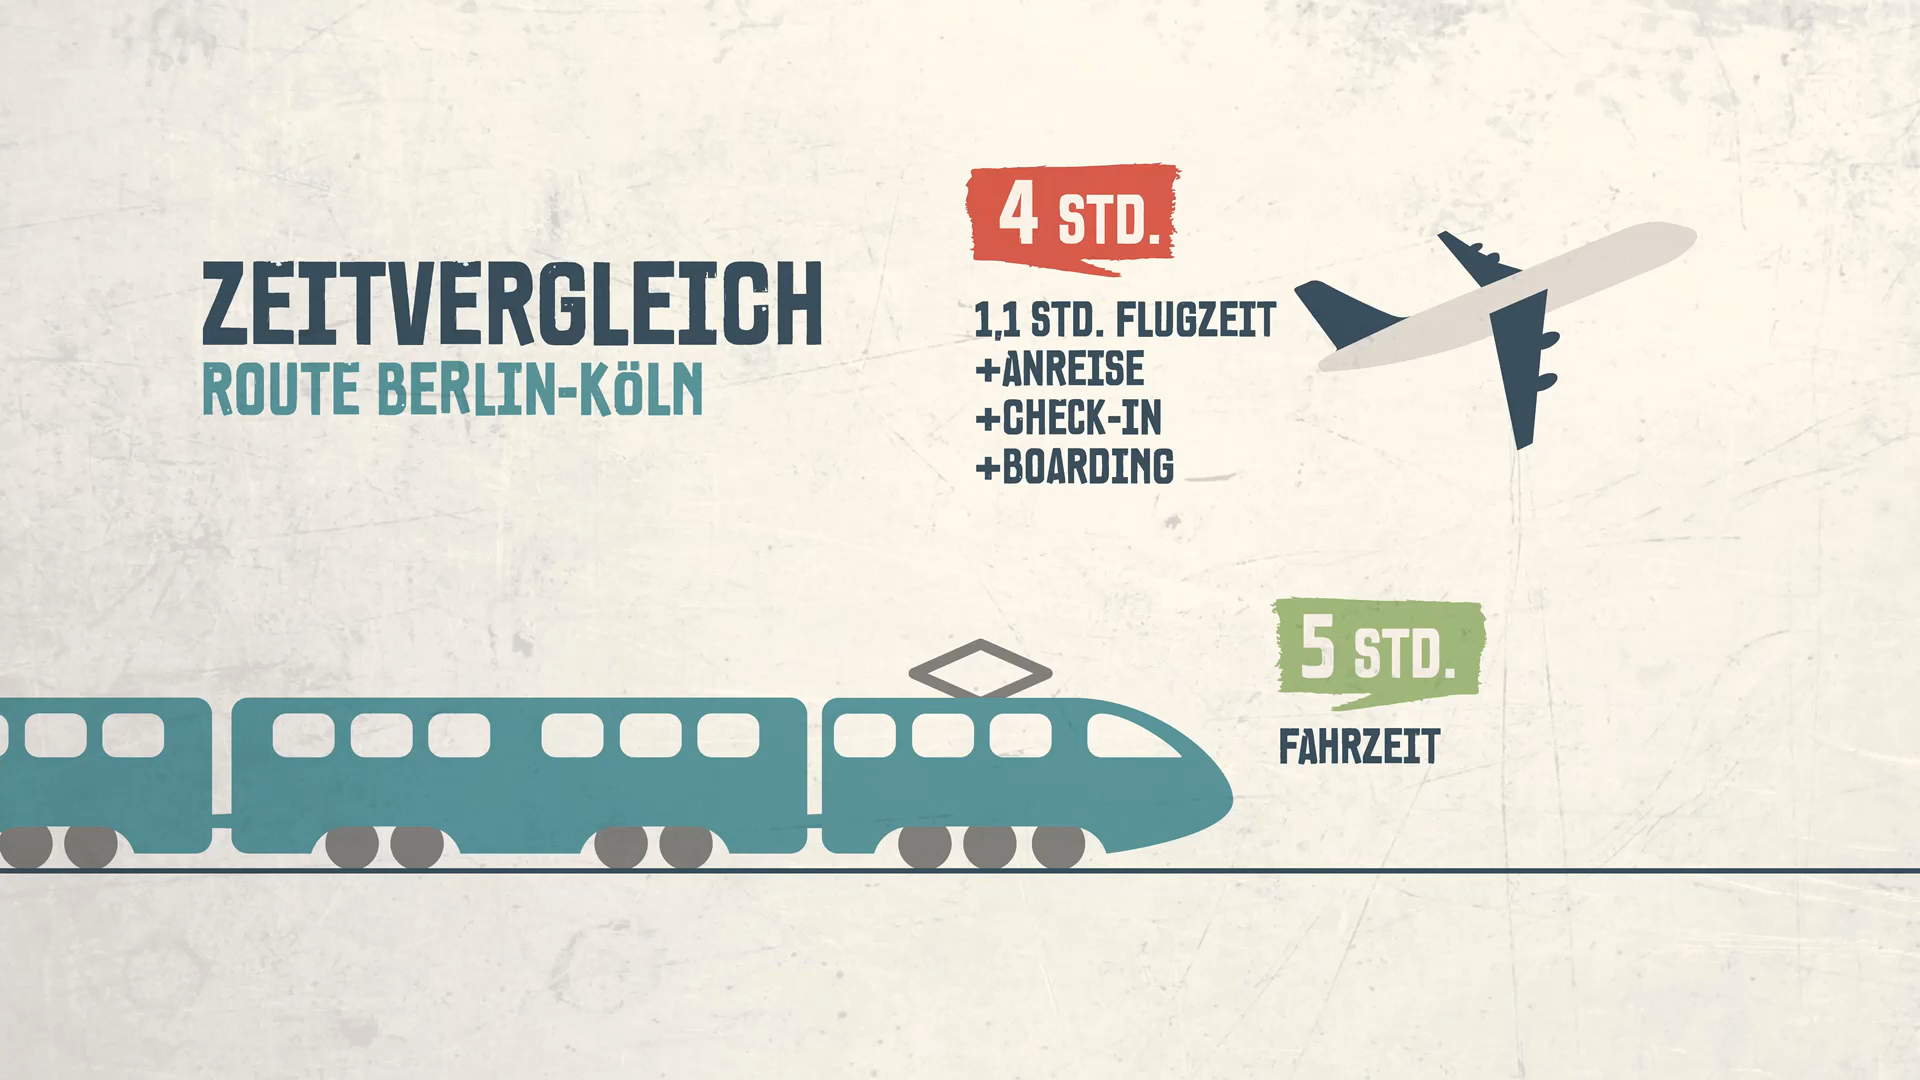 ZEITVERGLEICH
ROUTE BERLIN-KÖLN
4 STD.
1,1 STD. FLUGZEIT
+ANREISE
+CHECK-IN
+BOARDING
5 STD.
FAHRZEIT